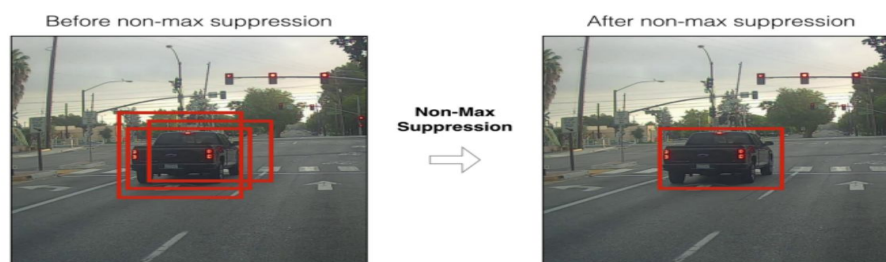 Before non-max suppression
After non-max suppression
Non-Max
Suppression